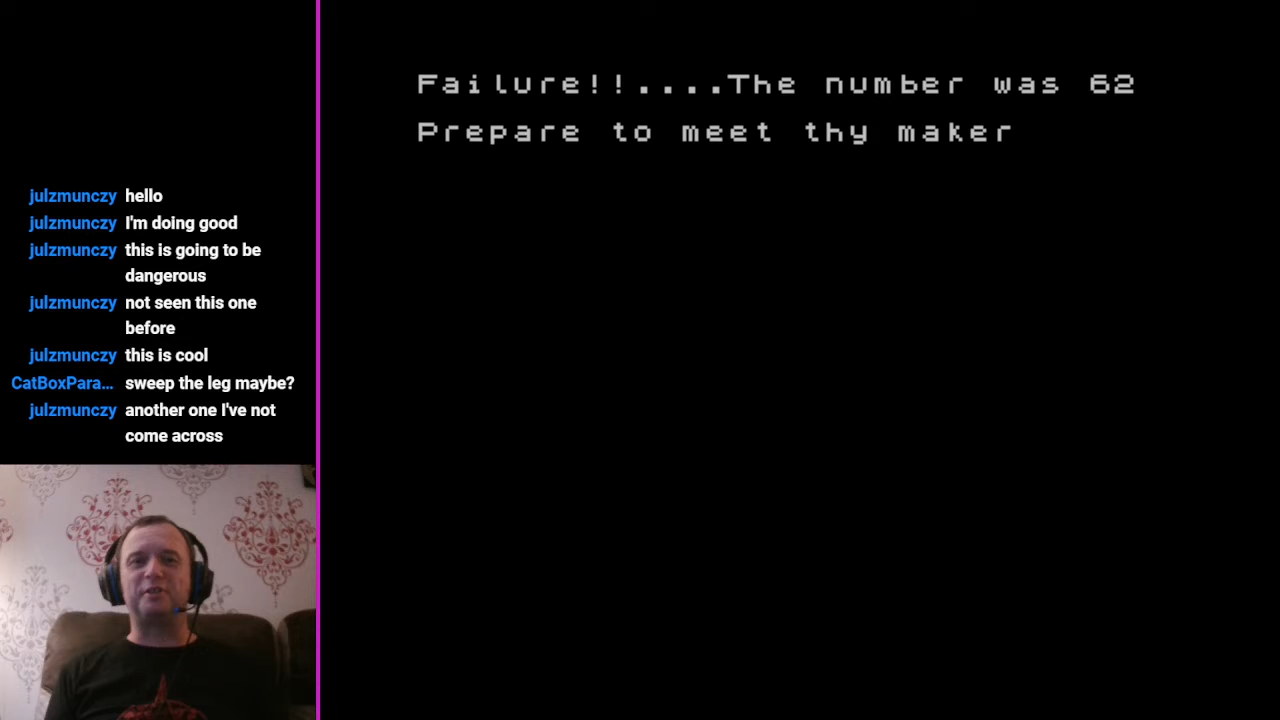 Failure!!....The number was 62
Prepare to meet thy maker
julzmunczy hello
julzmunczy I'm doing good
julzmunczy this is going to be
dangerous
julzmunczy not seen this one
before
julzmunczy this is cool
CatBoxPara... sweep the leg maybe?
julzmunczy another one I've not
come across